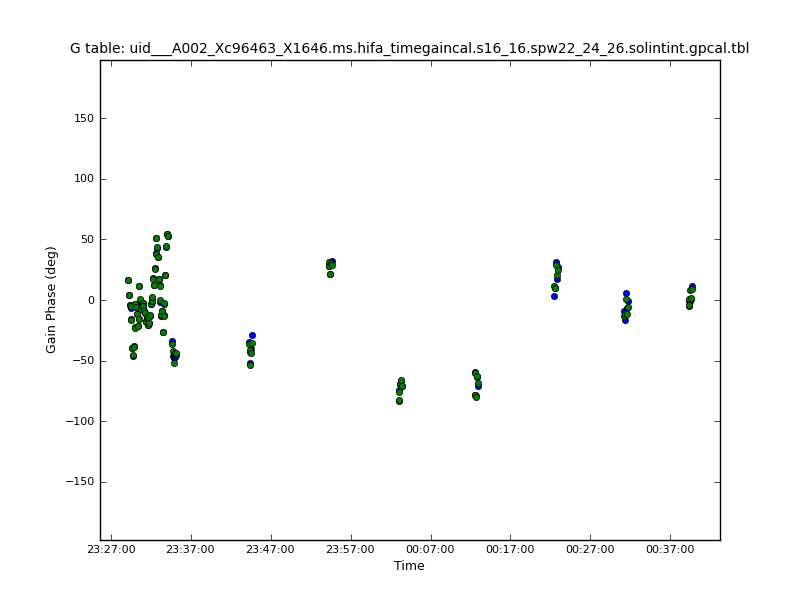 G table: uid___A002_Xc96463_X1646.ms.hifa_timegaincal.s16_16.spw22_24_26.solintint.gpcal.tbl
150
100
50
0
−50
−100
−150
Gain Phase (deg)
23:27:00 23:37:00 23:47:00 23:57:00 00:07:00 00:17:00 00:27:00 00:37:00
Time